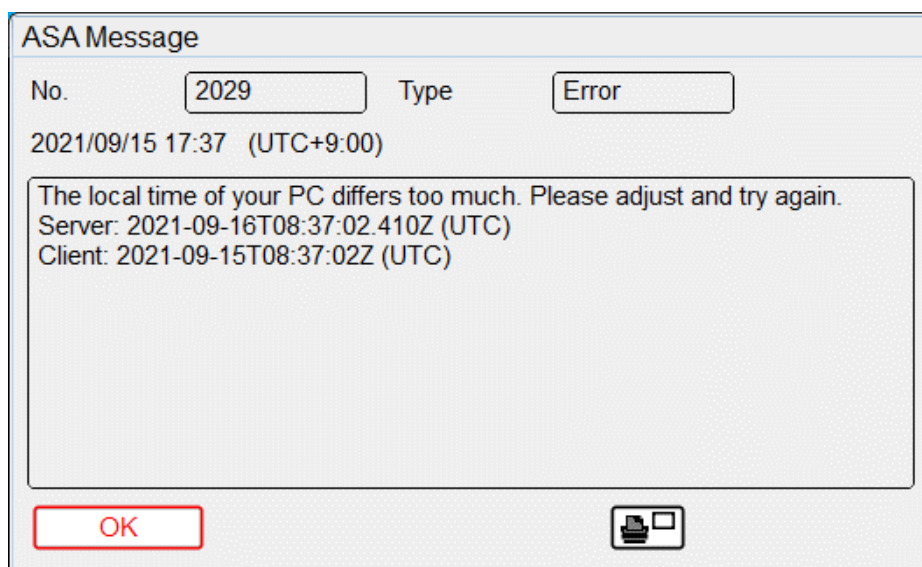 ASA Message
No. 2029 Type Error
2021/09/15 17:37 (UTC+9:00)
The local time of your PC differs too much. Please adjust and try again.
Server: 2021-09-16T08:37:02.410Z (UTC)
Client: 2021-09-15T08:37:02Z (UTC)
OK